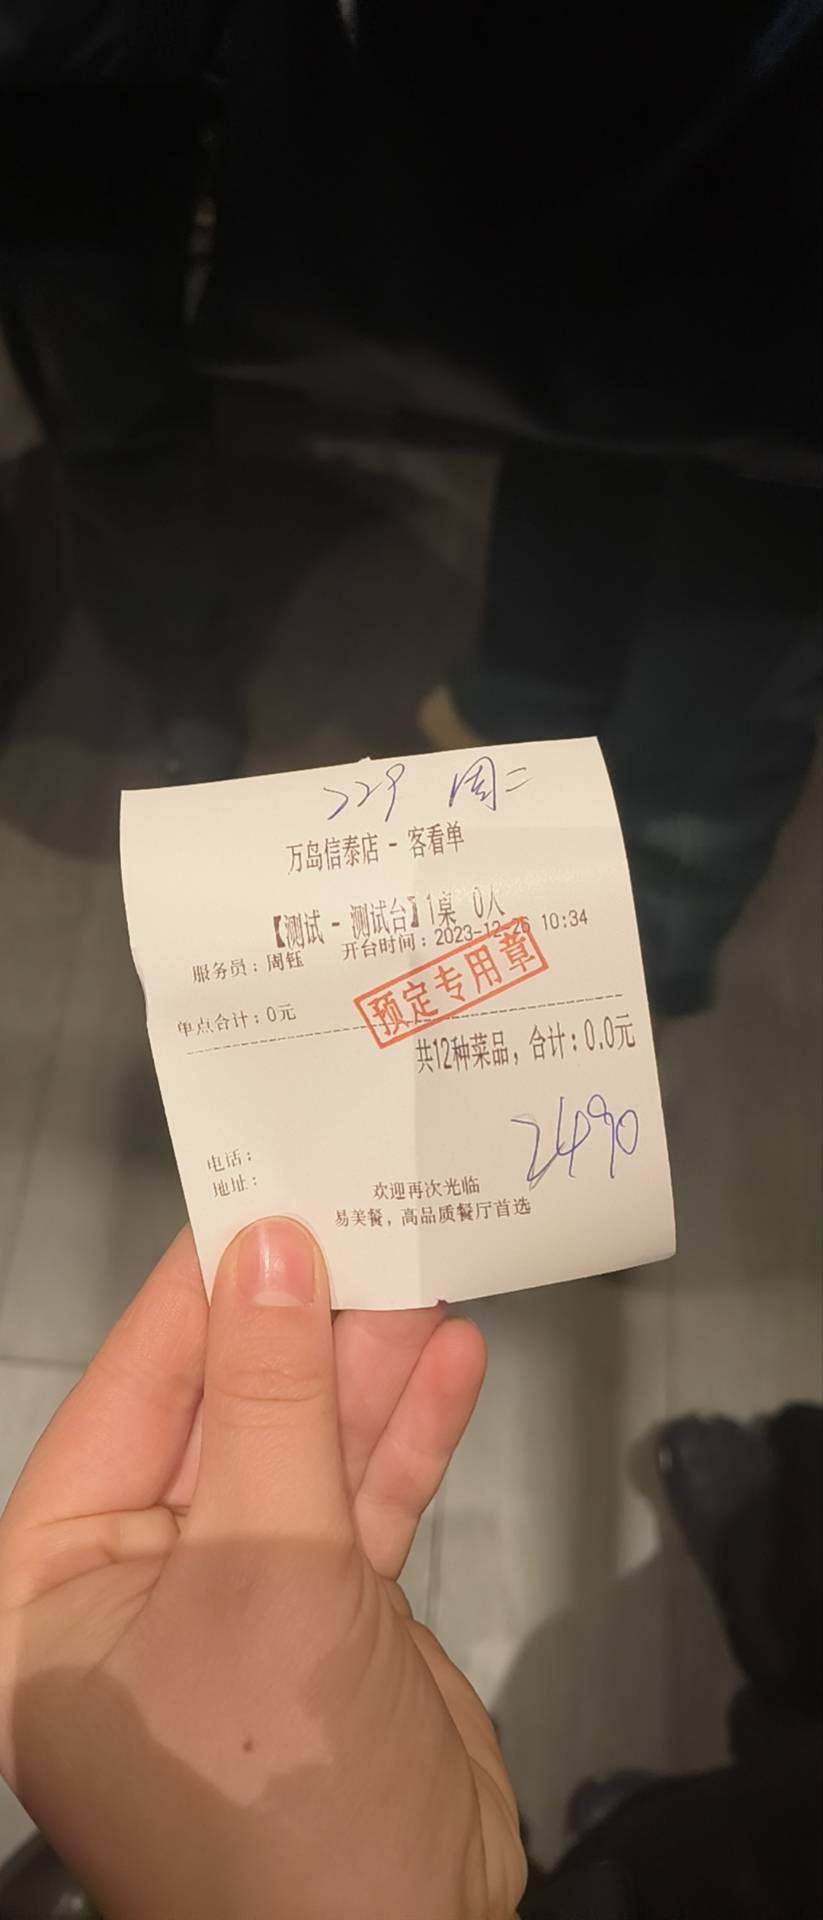 229 周二
万岛信泰店 - 客看单
【测试 - 测试台】1桌 0人
服务员：周钰 开台时间：2023-12-26 10:34
预定专用章
单点合计：0元
共12种菜品，合计：0.0元
2490
电话：
地址：
欢迎再次光临
易美餐，高品质餐厅首选